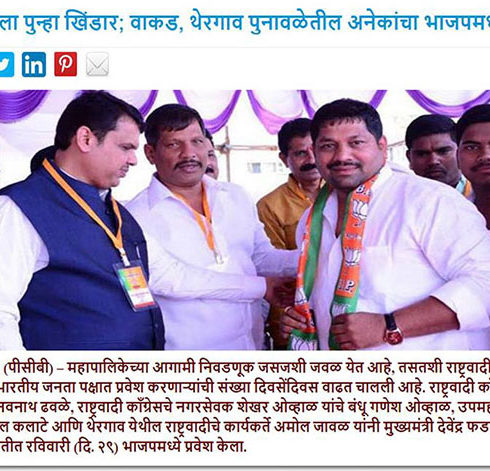 ला पुन्हा खिंडार; वाकड, थेरगाव पुनावळेतील अनेकांचा भाजपमध
in
(पीसीबी) – महापालिकेच्या आगामी निवडणूक जसजशी जवळ येत आहे, तसतशी राष्ट्रवादी
भारतीय जनता पक्षात प्रवेश करणाऱ्यांची संख्या दिवसेंदिवस वाढत चालली आहे. राष्ट्रवादी कॉ
नवनाथ ढवळे, राष्ट्रवादी काँग्रेसचे नगरसेवक शेखर ओव्हाळ यांचे बंधू गणेश ओव्हाळ, उपमह
ल कलाटे आणि थेरगाव येथील राष्ट्रवादीचे कार्यकर्ते अमोल जावळ यांनी मुख्यमंत्री देवेंद्र फड
तीत रविवारी (दि. २९) भाजपमध्ये प्रवेश केला.